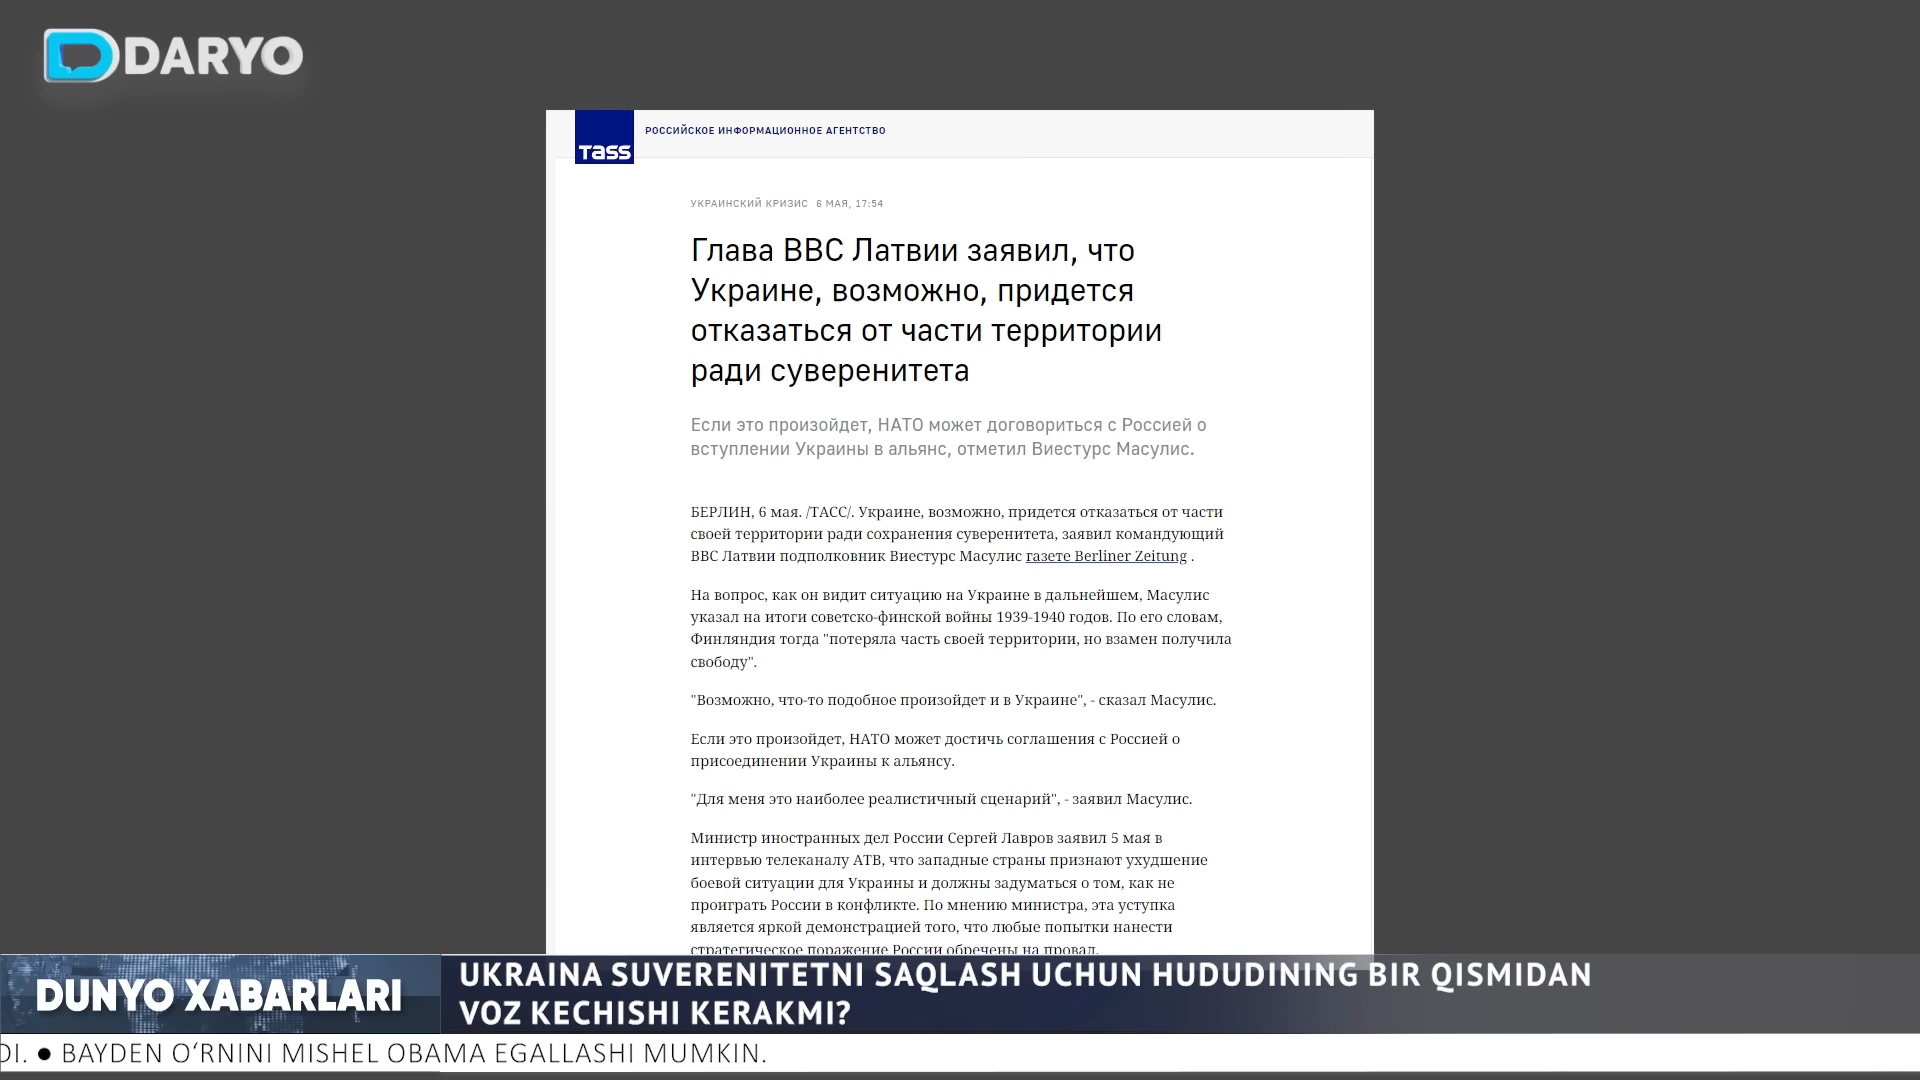 DARYO
РОССИЙСКОЕ ИНФОРМАЦИОННОЕ АГЕНТСТВО
TASS
УКРАИНСКИЙ КРИЗИС 6 МАЯ, 17:54
Глава ВВС Латвии заявил, что
Украине, возможно, придется
отказаться от части территории
ради суверенитета
Если это произойдет, НАТО может договориться с Россией о
вступлении Украины в альянс, отметил Виестурс Масулис.
БЕРЛИН, 6 мая. /ТАСС/. Украине, возможно, придется отказаться от части
своей территории ради сохранения суверенитета, заявил командующий
ВВС Латвии подполковник Виестурс Масулис газете Berliner Zeitung .
На вопрос, как он видит ситуацию на Украине в дальнейшем, Масулис
указал на итоги советско-финской войны 1939-1940 годов. По его словам,
Финляндия тогда "потеряла часть своей территории, но взамен получила
свободу".
"Возможно, что-то подобное произойдет и в Украине", - сказал Масулис.
Если это произойдет, НАТО может достичь соглашения с Россией о
присоединении Украины к альянсу.
"Для меня это наиболее реалистичный сценарий", - заявил Масулис.
Министр иностранных дел России Сергей Лавров заявил 5 мая в
интервью телеканалу АТВ, что западные страны признают ухудшение
боевой ситуации для Украины и должны задуматься о том, как не
проиграть России в конфликте. По мнению министра, эта уступка
является яркой демонстрацией того, что любые попытки нанести
стратегическое поражение России обречены на провал.
DUNYO XABARLARI
UKRAINA SUVERENITETNI SAQLASH UCHUN HUDUDINING BIR QISMIDAN
VOZ KECHISHI KERAKMI?
DI. ● BAYDEN O‘RNINI MISHEL OBAMA EGALLASHI MUMKIN.